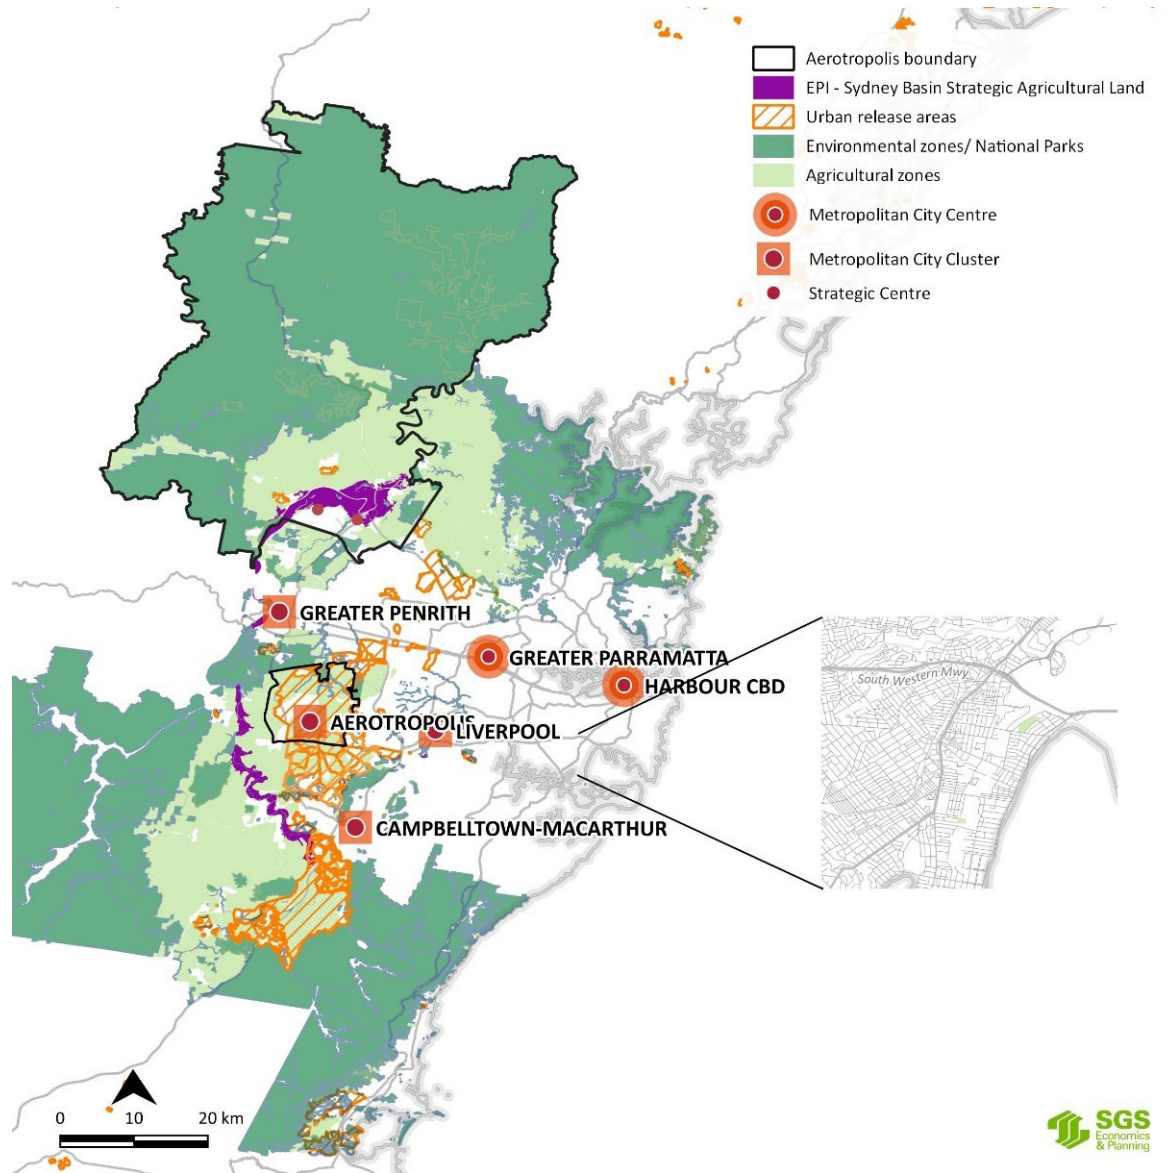 Aerotropolis boundary
EPI - Sydney Basin Strategic Agricultural Land
Urban release areas
Environmental zones/ National Parks
Agricultural zones
Metropolitan City Centre
Metropolitan City Cluster
Strategic Centre
GREATER PENRITH
GREATER PARRAMATTA
HARBOUR CBD
South Western Mwy
AEROTROPOLIS
LIVERPOOL
CAMPBELLTOWN-MACARTHUR
0 10 20 km
SGS
Economics
& Planning